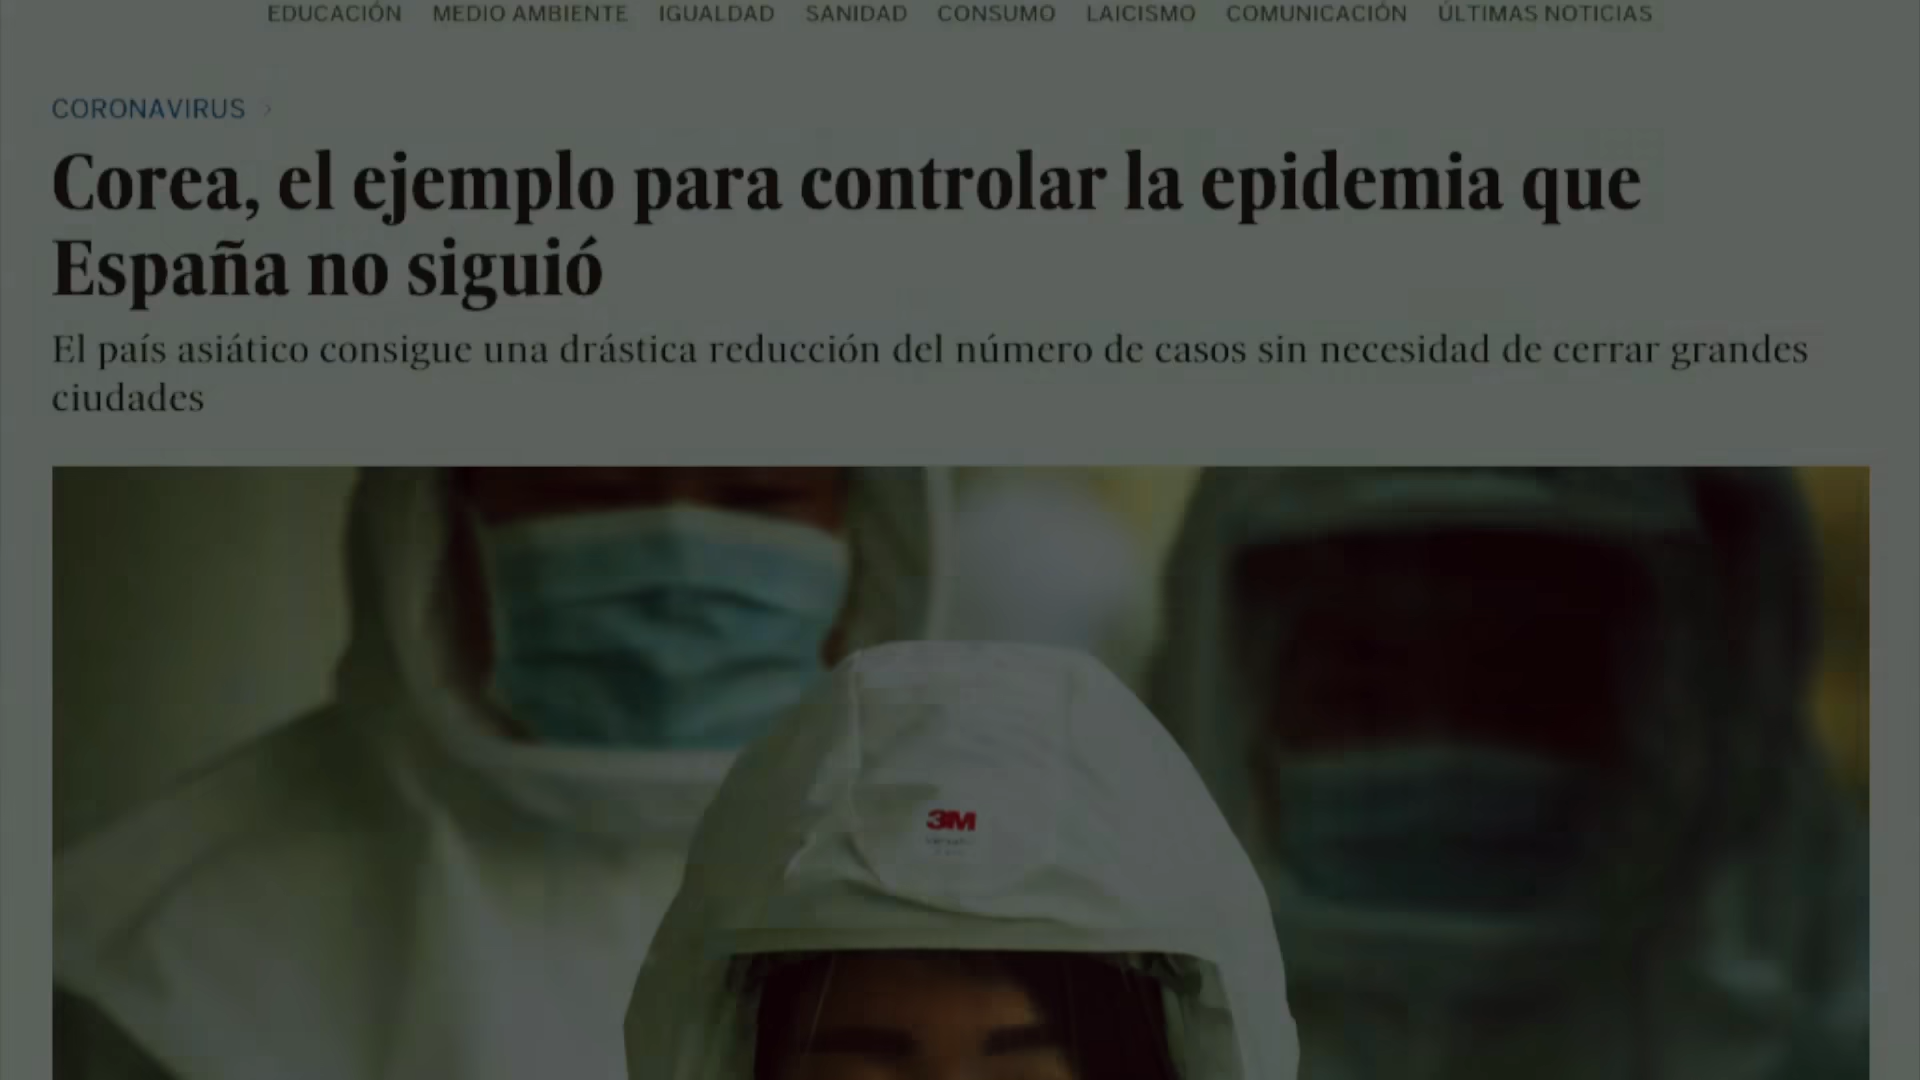 EDUCACIÓN MEDIO AMBIENTE IGUALDAD SANIDAD CONSUMO LAICISMO COMUNICACIÓN ÚLTIMAS NOTICIAS
CORONAVIRUS >
Corea, el ejemplo para controlar la epidemia que
España no siguió
El país asiático consigue una drástica reducción del número de casos sin necesidad de cerrar grandes
ciudades
3M